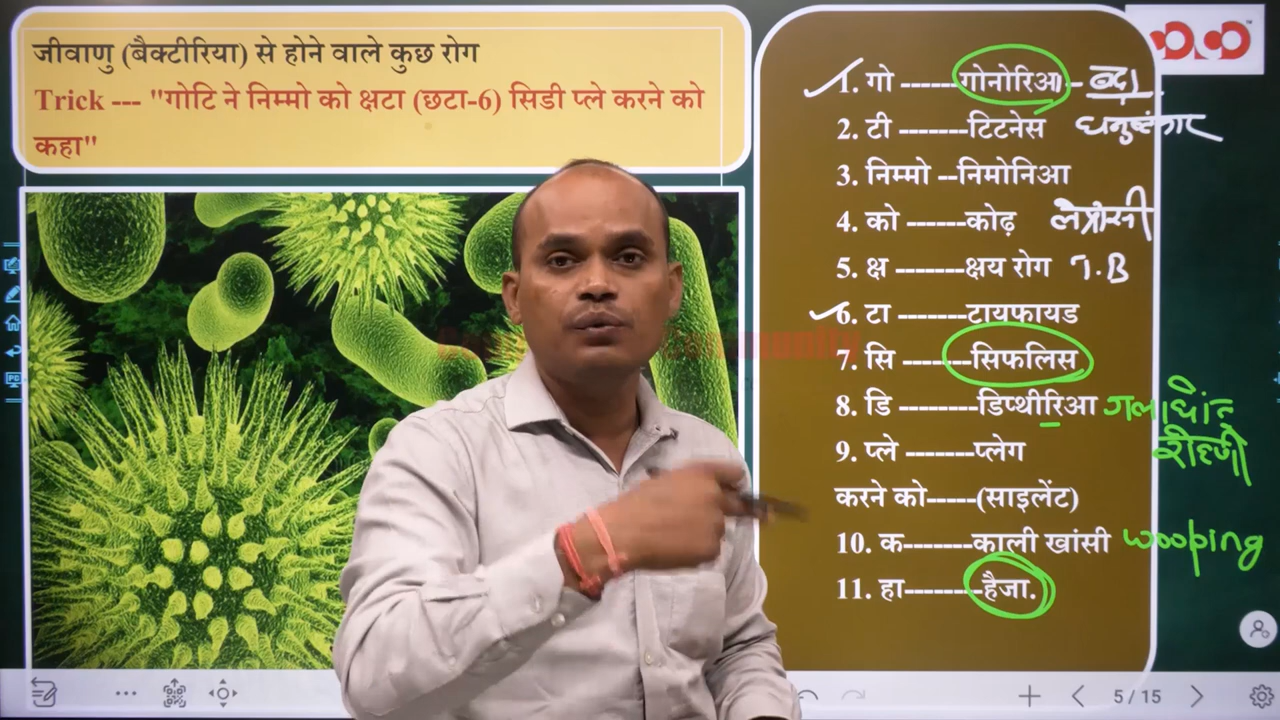 जीवाणु (बैक्टीरिया) से होने वाले कुछ रोग
Trick --- "गोटि ने निम्मो को क्षटा (छटा-6) सिडी प्ले करने को
कहा"
1. गो ------गोनोरिआ -
2. टी -------टिटनेस धनुष्टंकार
3. निम्मो --निमोनिआ
4. को ------कोढ़ लेप्रोसी
5. क्ष -------क्षय रोग T.B
6. टा -------टायफायड
7. सि -------सिफलिस
8. डि --------डिप्थीरिआ
9. प्ले -------प्लेग
करने को-----(साइलेंट)
10. क-------काली खांसी wooping
11. हा--------हैजा.
5 / 15